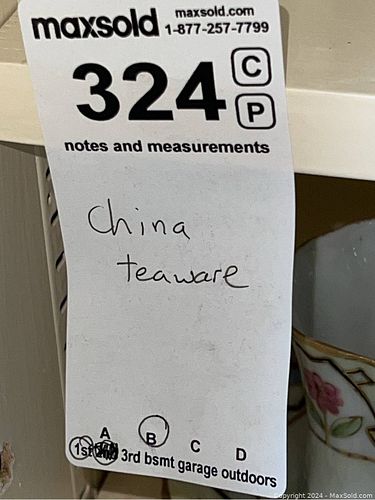 maxsold maxsold.com
1-877-257-7799
324 C
P
notes and measurements
China
teaware
A B C D
1st 3rd bsmt garage outdoors
Copyright 2024 - MaxSold.com